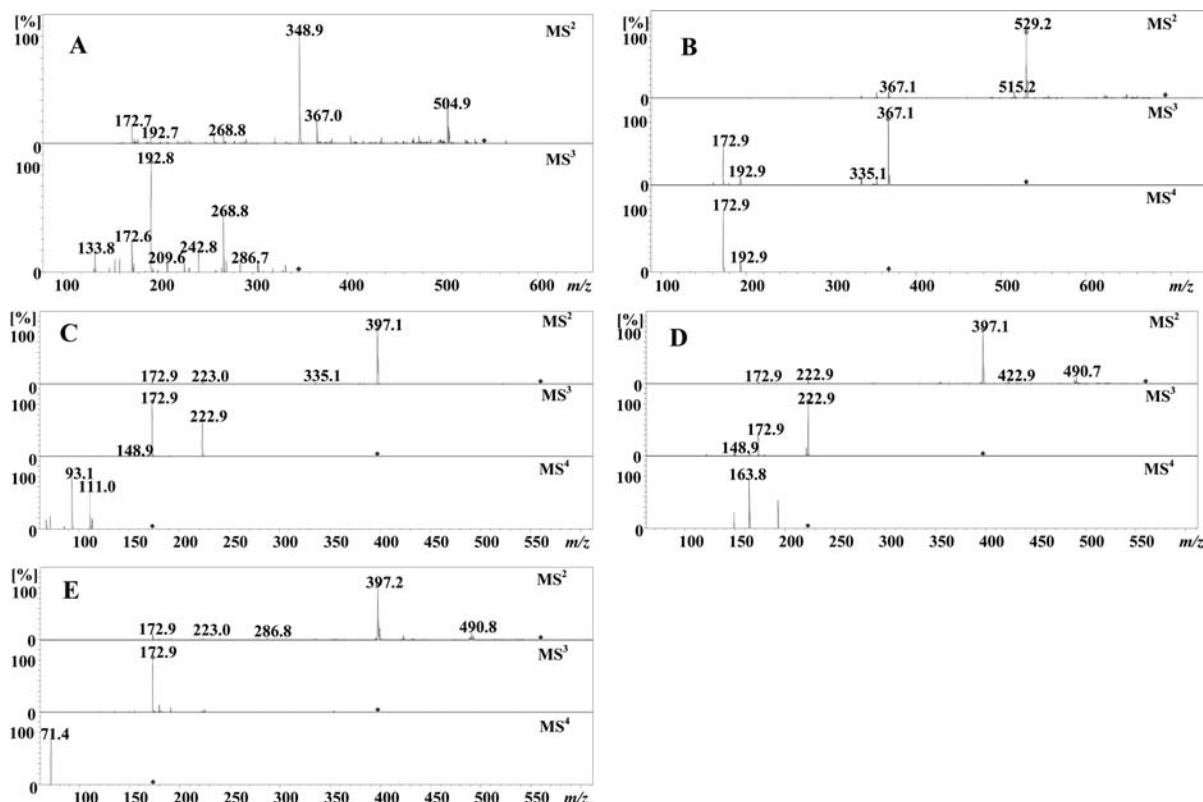 [%]
100
A
348.9
MS²
504.9
172.7
192.7
268.8
367.0
0
100
192.8
MS³
268.8
133.8
172.6
209.6
242.8
286.7
0
100 200 300 400 500 600 m/z
[%]
100
B
529.2
MS²
367.1
515.2
0
100
367.1
MS³
172.9
192.9
335.1
0
100
172.9
MS⁴
192.9
0
100 200 300 400 500 600 m/z
[%]
100
C
397.1
MS²
172.9 223.0 335.1
0
100
172.9
MS³
222.9
148.9
0
100
93.1
MS⁴
111.0
0
100 150 200 250 300 350 400 450 500 550 m/z
[%]
100
D
397.1
MS²
172.9 222.9 422.9 490.7
0
100
222.9
MS³
172.9
148.9
0
100
163.8
MS⁴
0
100 150 200 250 300 350 400 450 500 550 m/z
[%]
100
E
397.2
MS²
172.9 223.0 286.8 490.8
0
100
172.9
MS³
0
100
71.4
MS⁴
0
100 150 200 250 300 350 400 450 500 550 m/z